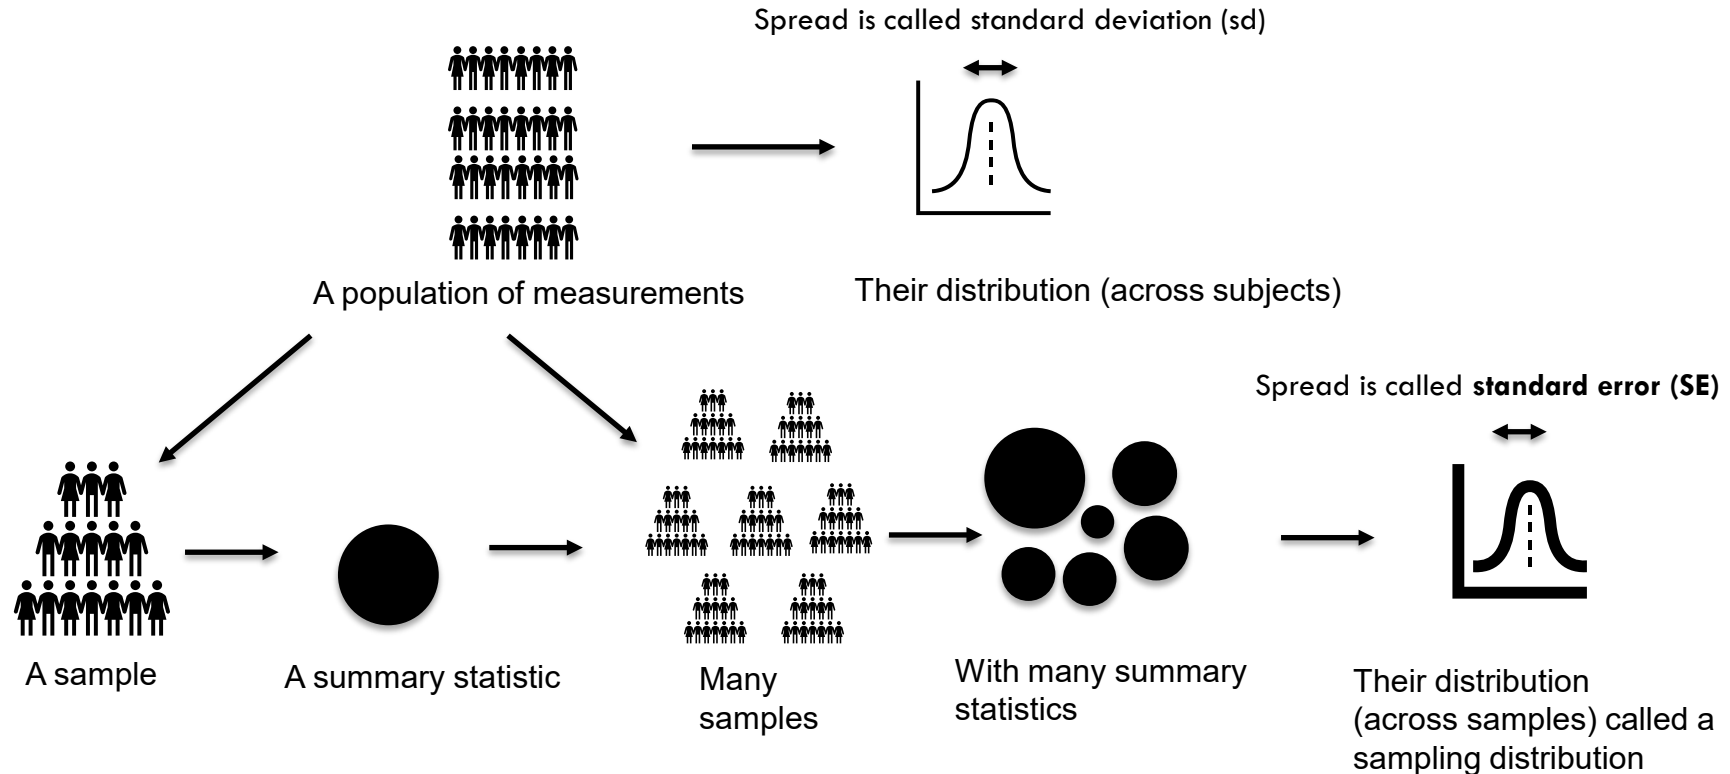 Spread is called standard deviation (sd)
A population of measurements
Their distribution (across subjects)
Spread is called standard error (SE)
A sample
A summary statistic
Many
samples
With many summary
statistics
Their distribution
(across samples) called a
sampling distribution